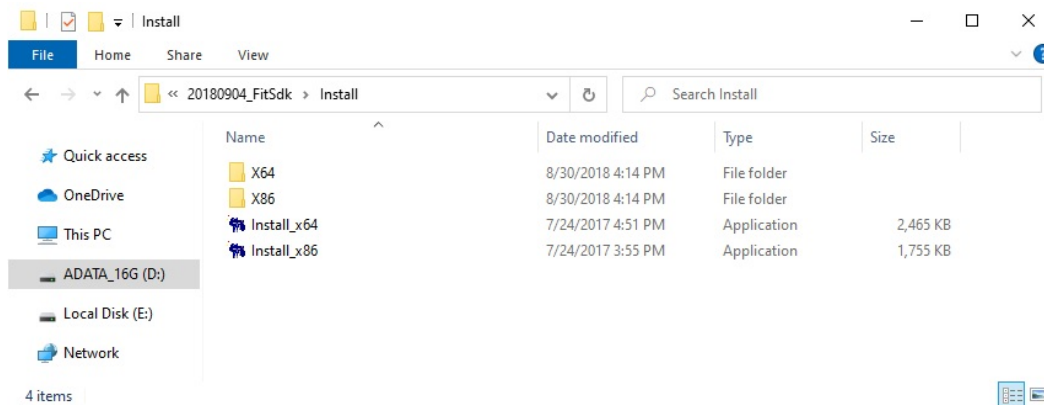 Install
File Home Share View
« 20180904_FitSdk › Install Search Install
Name Date modified Type Size
Quick access
OneDrive
This PC
ADATA_16G (D:)
Local Disk (E:)
Network
X64 8/30/2018 4:14 PM File folder
X86 8/30/2018 4:14 PM File folder
Install_x64 7/24/2017 4:51 PM Application 2,465 KB
Install_x86 7/24/2017 3:55 PM Application 1,755 KB
4 items